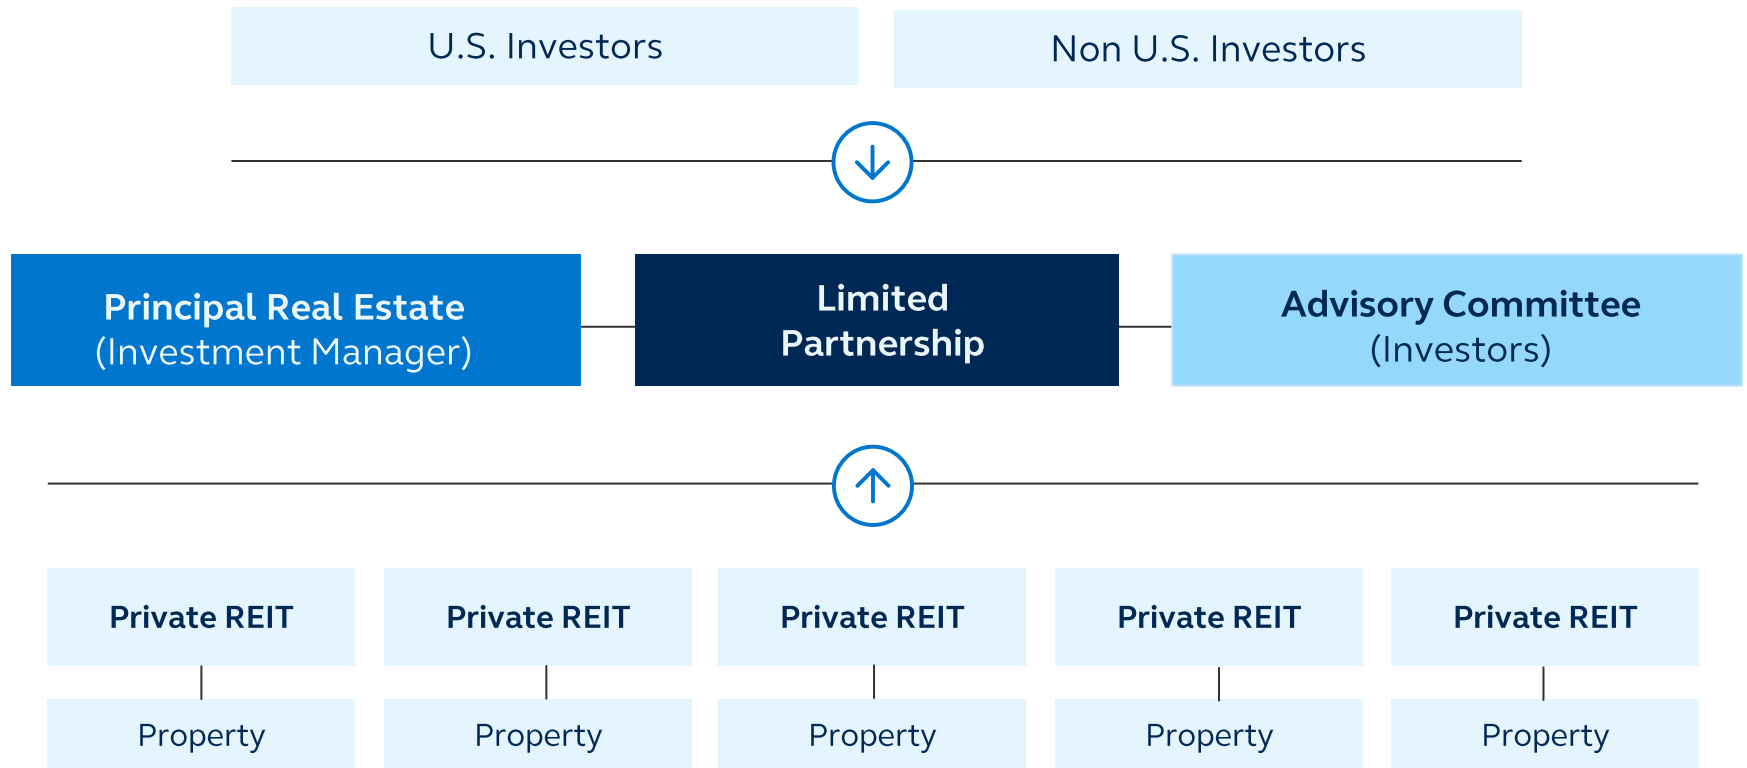 U.S. Investors
Non U.S. Investors
Principal Real Estate
(Investment Manager)
Limited
Partnership
Advisory Committee
(Investors)
Private REIT
Private REIT
Private REIT
Private REIT
Private REIT
Property
Property
Property
Property
Property